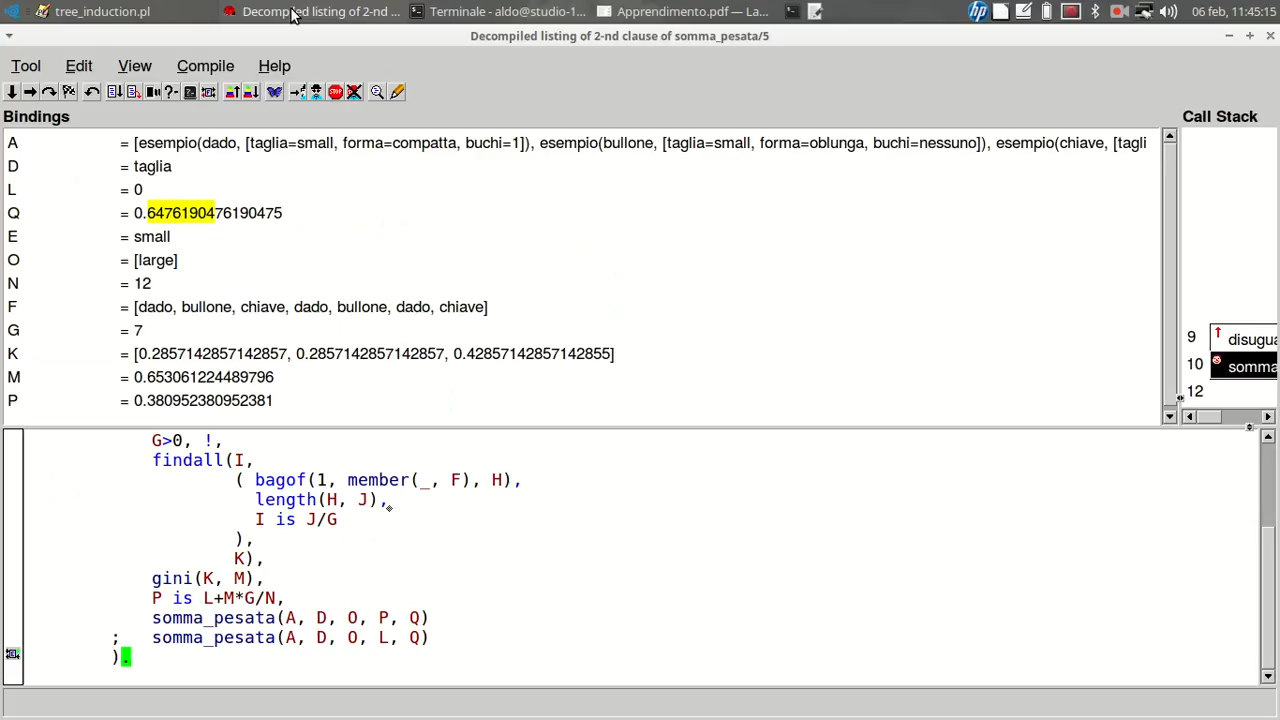 tree_induction.pl
Decompiled listing of 2-nd ...
Terminale - aldo@studio-1...
Apprendimento.pdf — La...
hp
06 feb, 11:45:15
Decompiled listing of 2-nd clause of somma_pesata/5
Tool Edit View Compile Help
Bindings
Call Stack
A = [esempio(dado, [taglia=small, forma=compatta, buchi=1]), esempio(bullone, [taglia=small, forma=oblunga, buchi=nessuno]), esempio(chiave, [tagli
D = taglia
L = 0
Q = 0.6476190476190475
E = small
O = [large]
N = 12
F = [dado, bullone, chiave, dado, bullone, dado, chiave]
G = 7
K = [0.2857142857142857, 0.2857142857142857, 0.42857142857142855]
M = 0.653061224489796
P = 0.380952380952381
9 disugua
10 somma
12
G>0, !,
findall(I,
( bagof(1, member(_, F), H),
length(H, J),
I is J/G
),
K),
gini(K, M),
P is L+M*G/N,
somma_pesata(A, D, O, P, Q)
; somma_pesata(A, D, O, L, Q)
).